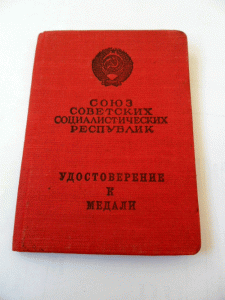 СОЮЗ
СОВЕТСКИХ
СОЦИАЛИСТИЧЕСКИХ
РЕСПУБЛИК
УДОСТОВЕРЕНИЕ
К
МЕДАЛИ